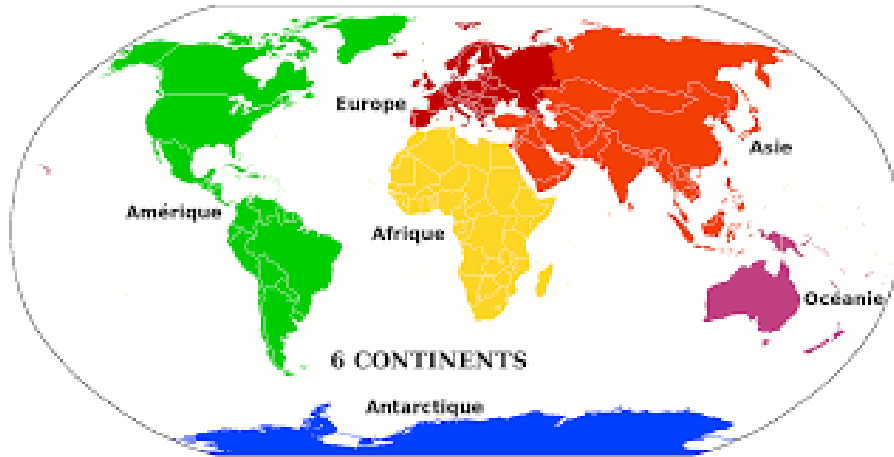 Europe
Asie
Amérique
Afrique
Océanie
6 CONTINENTS
Antarctique